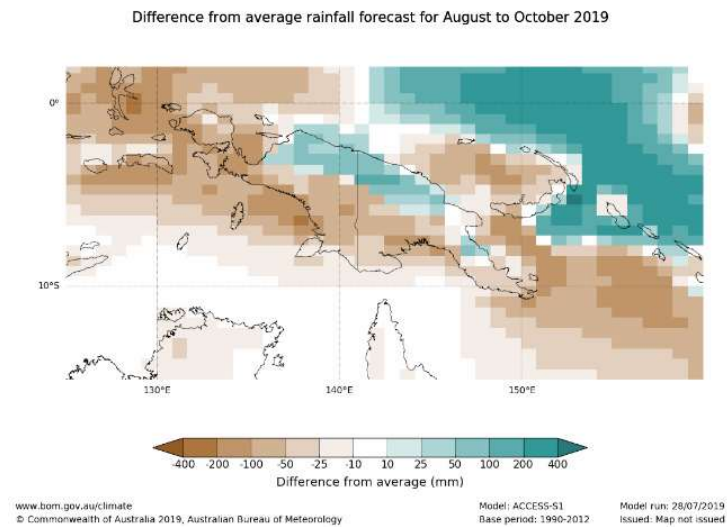 Difference from average rainfall forecast for August to October 2019
0°
10°S
130°E 140°E 150°E
-400 -200 -100 -50 -25 -10 10 25 50 100 200 400
Difference from average (mm)
www.bom.gov.au/climate Model: ACCESS-S1 Model run: 28/07/2019
© Commonwealth of Australia 2019, Australian Bureau of Meteorology Base period: 1990-2012 Issued: Map not issued